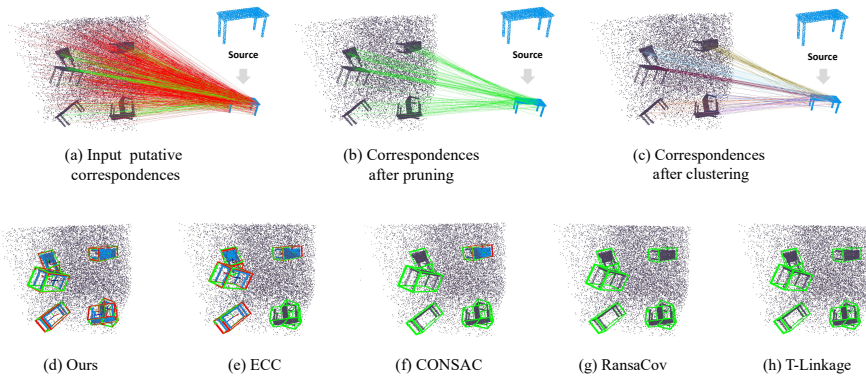 Source
Source
Source
(a) Input putative
correspondences
(b) Correspondences
after pruning
(c) Correspondences
after clustering
(d) Ours
(e) ECC
(f) CONSAC
(g) RansaCov
(h) T-Linkage